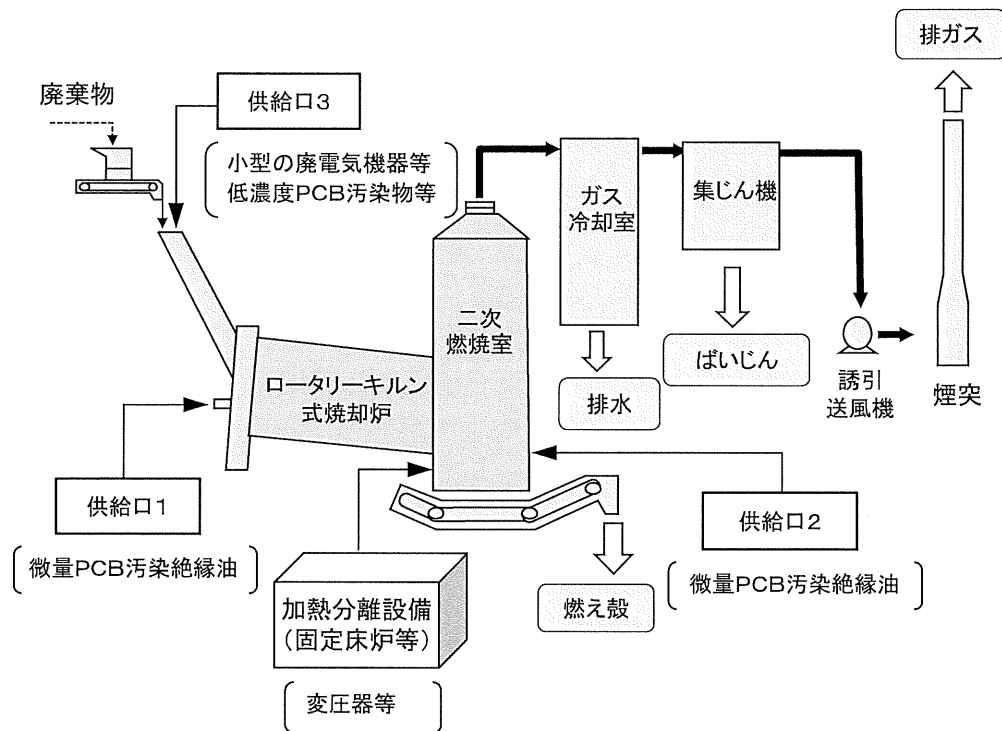 排ガス
廃棄物
供給口３
小型の廃電気機器等
低濃度PCB汚染物等
ガス
冷却室
集じん機
二次
燃焼室
ロータリーキルン
式焼却炉
ばいじん
排水
誘引
送風機
煙突
供給口１
微量PCB汚染絶縁油
供給口２
微量PCB汚染絶縁油
加熱分離設備
（固定床炉等）
燃え殻
変圧器等